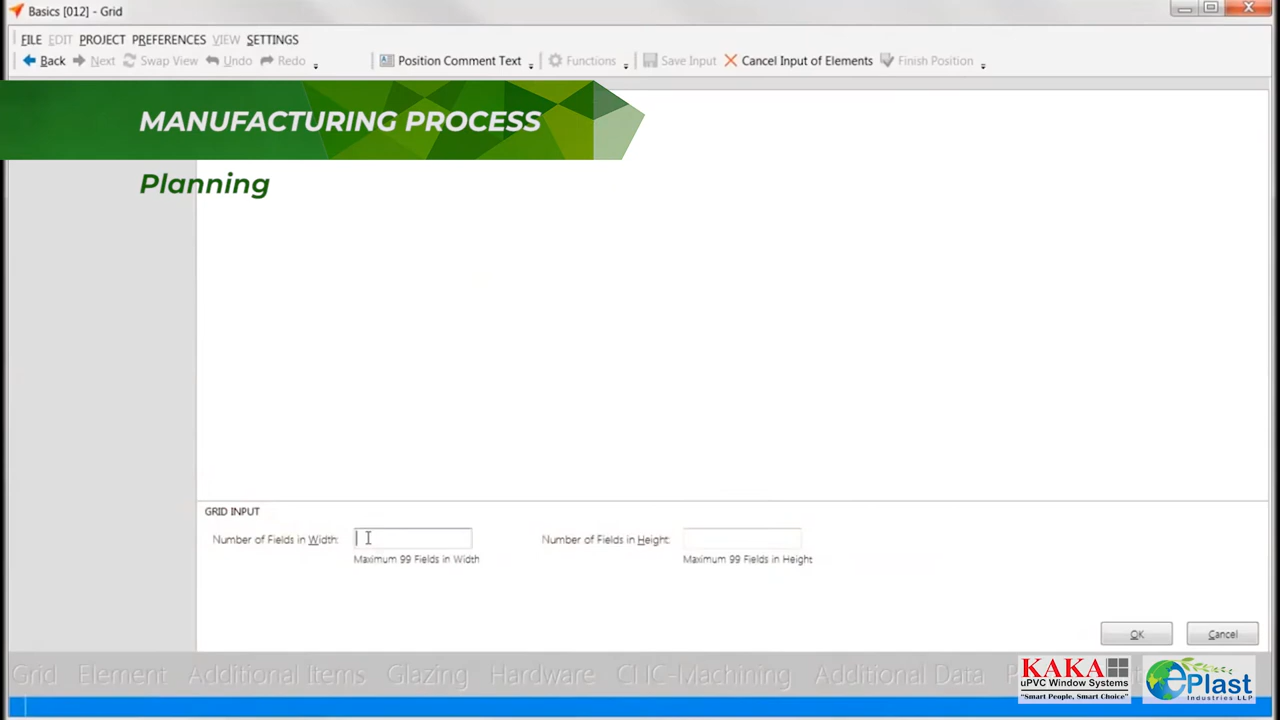 Basics [012] - Grid
FILE EDIT PROJECT PREFERENCES VIEW SETTINGS
Back Next Swap View Undo Redo Position Comment Text Functions Save Input Cancel Input of Elements Finish Position
MANUFACTURING PROCESS
Planning
GRID INPUT
Number of Fields in Width: Number of Fields in Height:
Maximum 99 Fields in Width Maximum 99 Fields in Height
OK Cancel
Grid Element Additional Items Glazing Hardware CNC-Machining Additional Data
KAKA
uPVC Window Systems
"Smart People, Smart Choice"
ePlast
Industries LLP